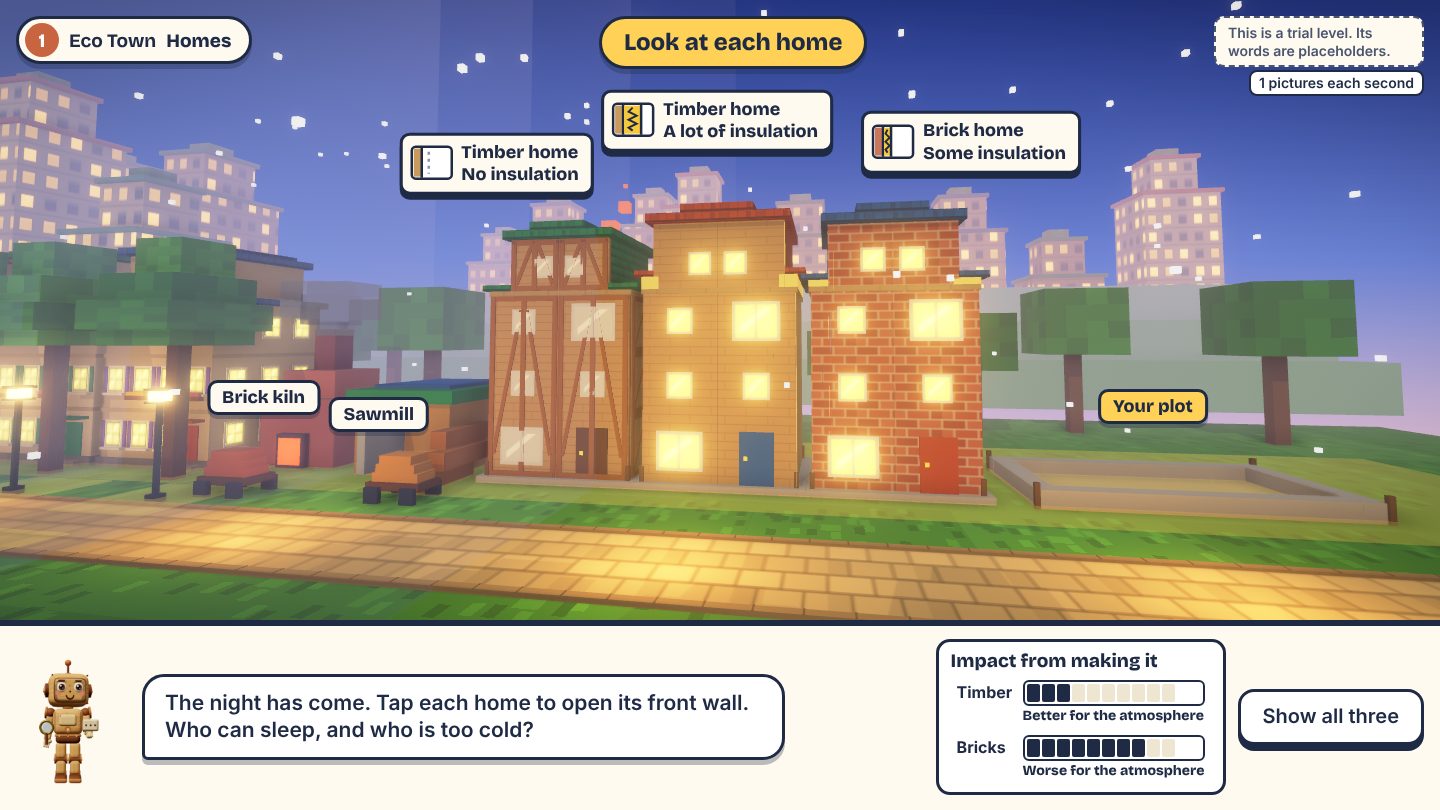 1 Eco Town Homes
Look at each home
This is a trial level. Its
words are placeholders.
1 pictures each second
Timber home
No insulation
Timber home
A lot of insulation
Brick home
Some insulation
Brick kiln
Sawmill
Your plot
The night has come. Tap each home to open its front wall.
Who can sleep, and who is too cold?
Impact from making it
Timber
Better for the atmosphere
Bricks
Worse for the atmosphere
Show all three